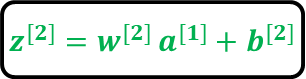 z^[2] = w^[2] a^[1] + b^[2]